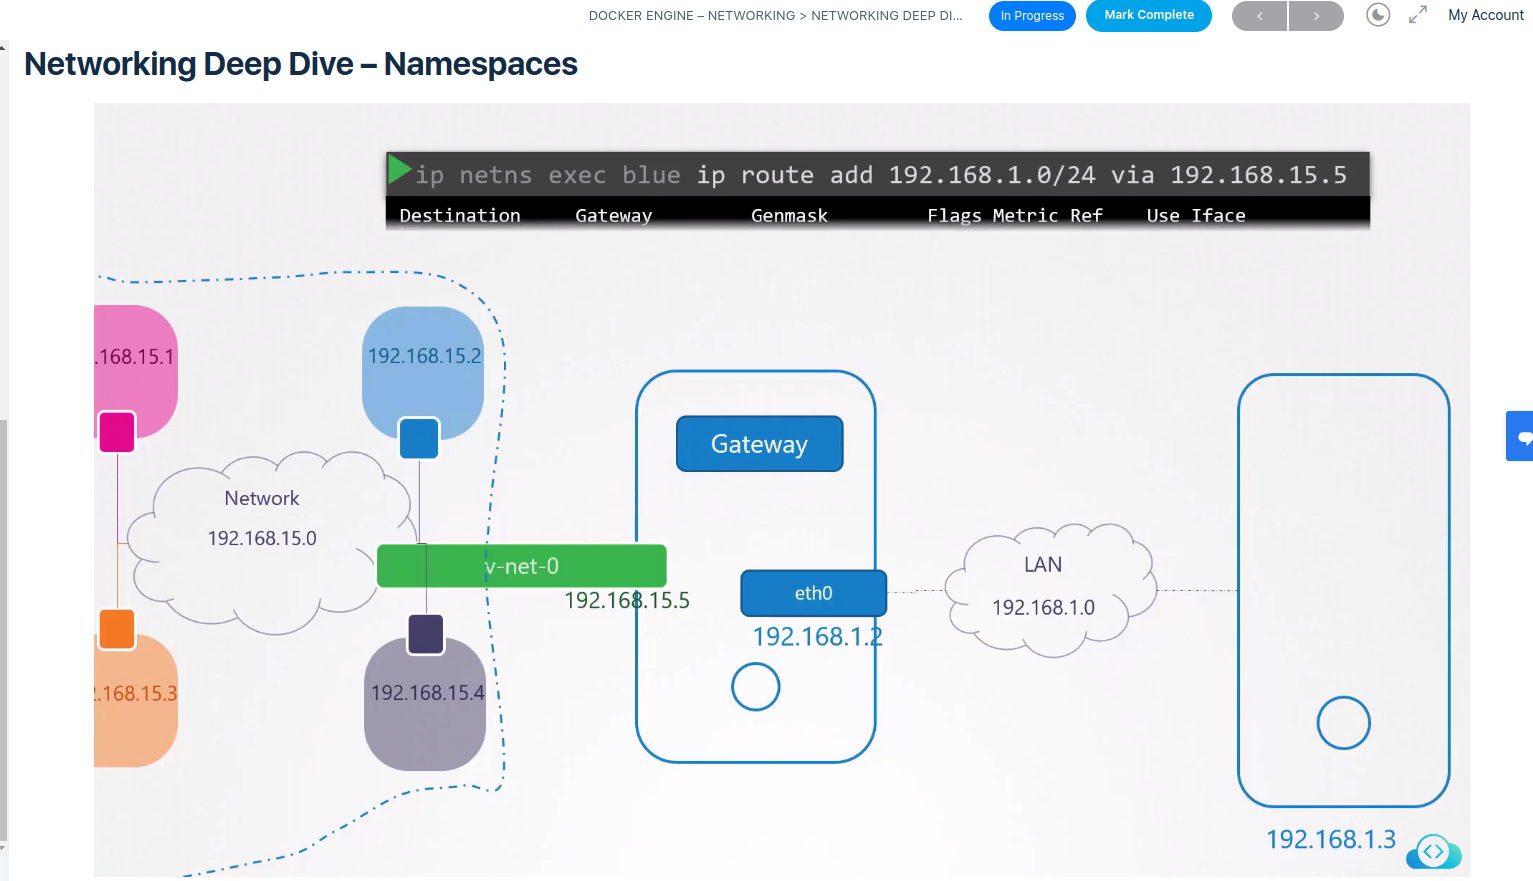 DOCKER ENGINE – NETWORKING > NETWORKING DEEP DI...
In Progress
Mark Complete
My Account
Networking Deep Dive – Namespaces
ip netns exec blue ip route add 192.168.1.0/24 via 192.168.15.5
Destination Gateway Genmask Flags Metric Ref Use Iface
.168.15.1
192.168.15.2
Gateway
Network
192.168.15.0
v-net-0
192.168.15.5
eth0
192.168.1.2
LAN
192.168.1.0
.168.15.3
192.168.15.4
192.168.1.3